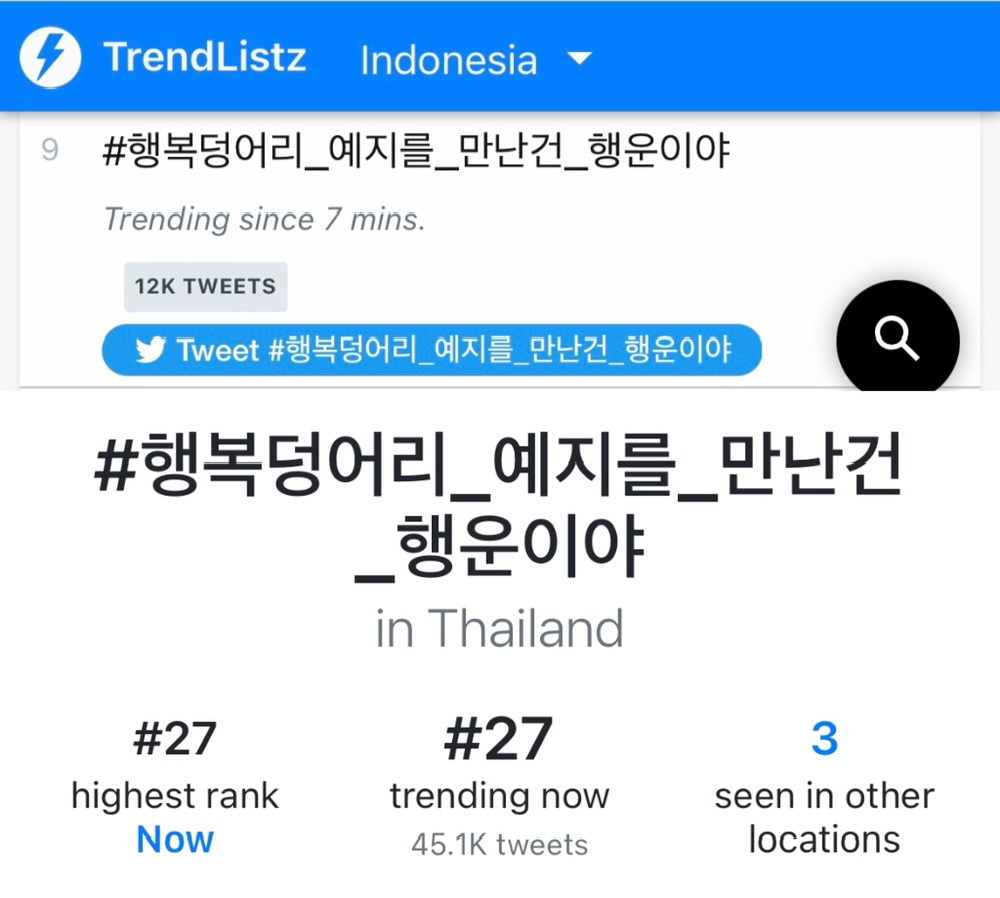 TrendListz Indonesia
9 #행복덩어리_예지를_만난건_행운이야
Trending since 7 mins.
12K TWEETS
Tweet #행복덩어리_예지를_만난건_행운이야
#행복덩어리_예지를_만난건
_행운이야
in Thailand
#27 #27 3
highest rank trending now seen in other
Now 45.1K tweets locations